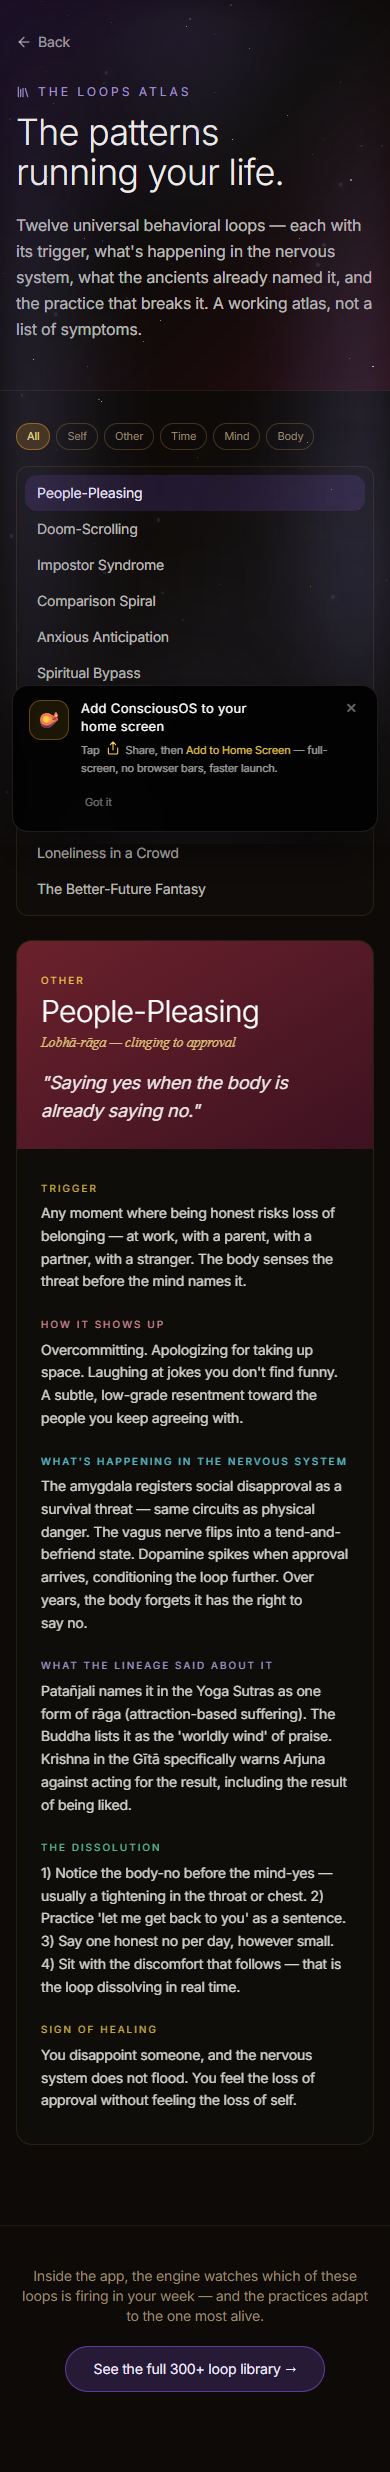 ← Back
THE LOOPS ATLAS
The patterns
running your life.
Twelve universal behavioral loops — each with
its trigger, what's happening in the nervous
system, what the ancients already named it, and
the practice that breaks it. A working atlas, not a
list of symptoms.
All Self Other Time Mind Body
People-Pleasing
Doom-Scrolling
Impostor Syndrome
Comparison Spiral
Anxious Anticipation
Spiritual Bypass
Add ConsciousOS to your
home screen
Tap Share, then Add to Home Screen — full-
screen, no browser bars, faster launch.
Got it
Loneliness in a Crowd
The Better-Future Fantasy
OTHER
People-Pleasing
Lobhā-rāga — clinging to approval
"Saying yes when the body is
already saying no."
TRIGGER
Any moment where being honest risks loss of
belonging — at work, with a parent, with a
partner, with a stranger. The body senses the
threat before the mind names it.
HOW IT SHOWS UP
Overcommitting. Apologizing for taking up
space. Laughing at jokes you don't find funny.
A subtle, low-grade resentment toward the
people you keep agreeing with.
WHAT'S HAPPENING IN THE NERVOUS SYSTEM
The amygdala registers social disapproval as a
survival threat — same circuits as physical
danger. The vagus nerve flips into a tend-and-
befriend state. Dopamine spikes when approval
arrives, conditioning the loop further. Over
years, the body forgets it has the right to
say no.
WHAT THE LINEAGE SAID ABOUT IT
Patañjali names it in the Yoga Sutras as one
form of rāga (attraction-based suffering). The
Buddha lists it as the 'worldly wind' of praise.
Krishna in the Gītā specifically warns Arjuna
against acting for the result, including the result
of being liked.
THE DISSOLUTION
1) Notice the body-no before the mind-yes —
usually a tightening in the throat or chest. 2)
Practice 'let me get back to you' as a sentence.
3) Say one honest no per day, however small.
4) Sit with the discomfort that follows — that is
the loop dissolving in real time.
SIGN OF HEALING
You disappoint someone, and the nervous
system does not flood. You feel the loss of
approval without feeling the loss of self.
Inside the app, the engine watches which of these
loops is firing in your week — and the practices adapt
to the one most alive.
See the full 300+ loop library →